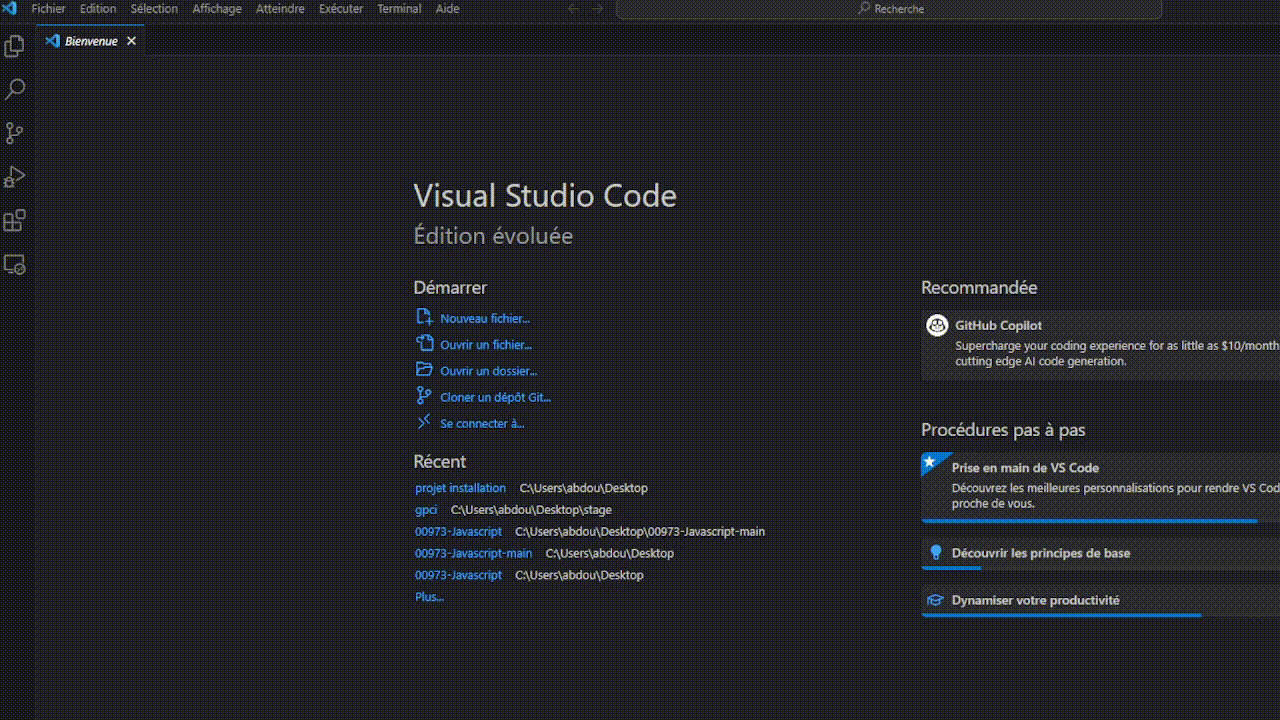 Fichier Edition Sélection Affichage Atteindre Exécuter Terminal Aide Recherche
Bienvenue
Visual Studio Code
Édition évoluée
Démarrer
Nouveau fichier...
Ouvrir un fichier...
Ouvrir un dossier...
Cloner un dépôt Git...
Se connecter à...
Récent
projet installation C:\Users\abdou\Desktop
gpci C:\Users\abdou\Desktop\stage
00973-Javascript C:\Users\abdou\Desktop\00973-Javascript-main
00973-Javascript-main C:\Users\abdou\Desktop
00973-Javascript C:\Users\abdou\Desktop
Plus...
Recommandée
GitHub Copilot
Supercharge your coding experience for as little as $10/month
cutting edge AI code generation.
Procédures pas à pas
Prise en main de VS Code
Découvrez les meilleures personnalisations pour rendre VS Cod
proche de vous.
Découvrir les principes de base
Dynamiser votre productivité